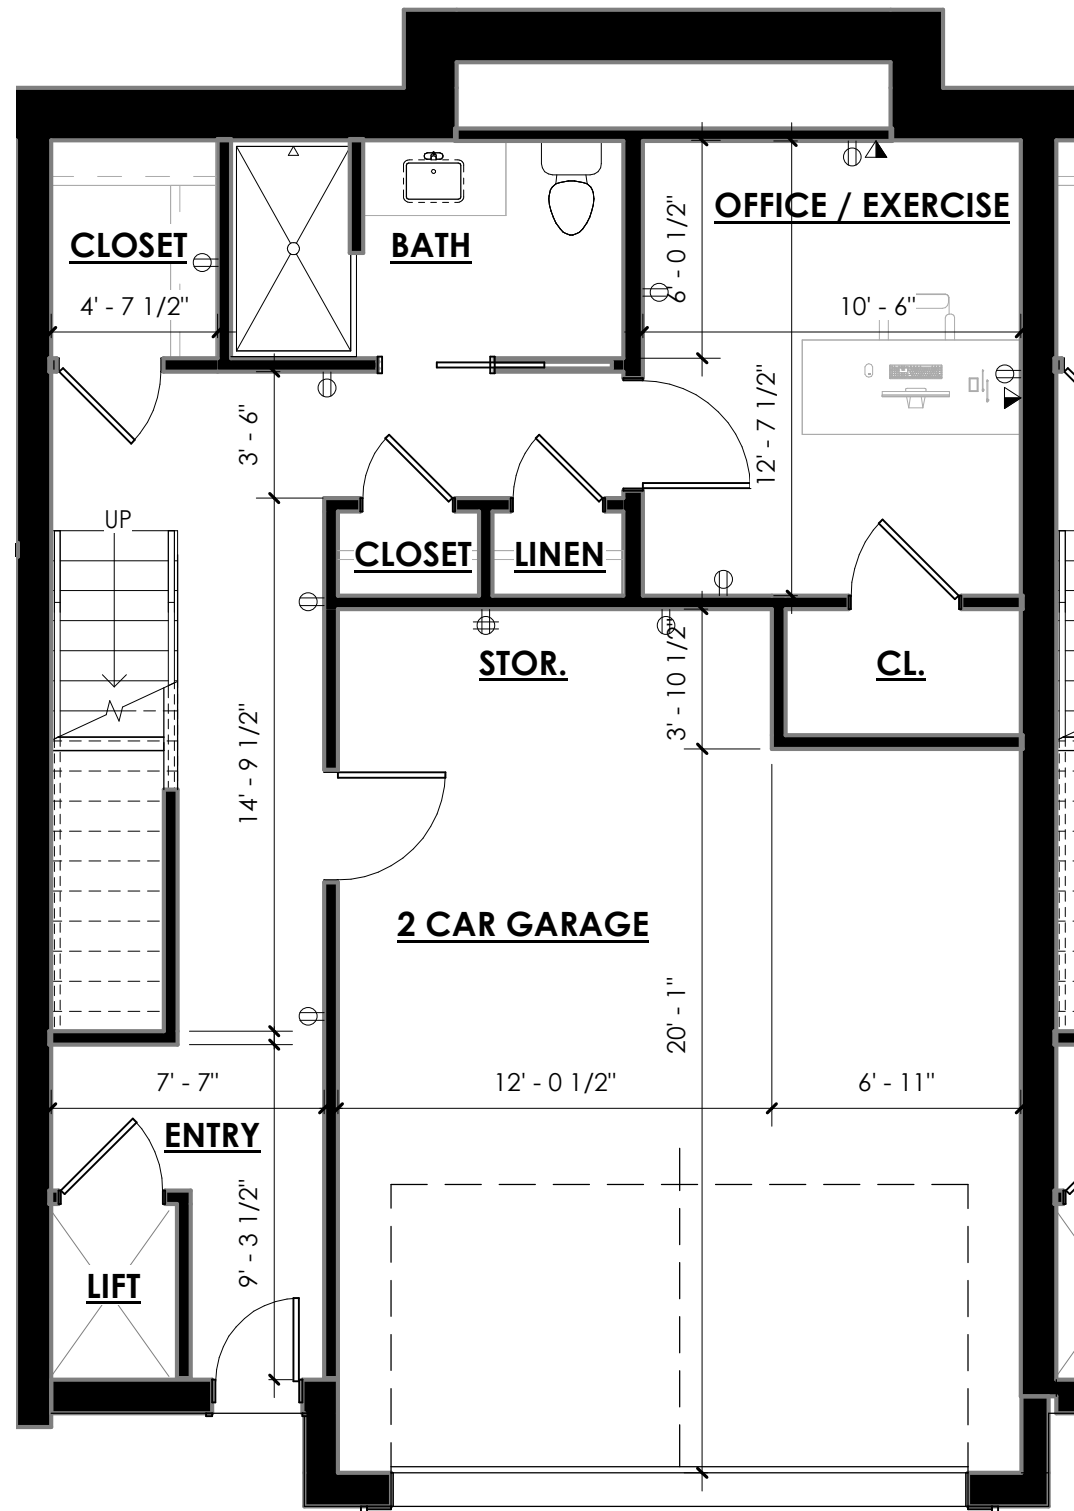 OFFICE / EXERCISE
CLOSET
BATH
6' - 0 1/2"
4' - 7 1/2"
10' - 6"
3' - 6"
12' - 7 1/2"
UP
CLOSET
LINEN
STOR.
CL.
3' - 10 1/2"
14' - 9 1/2"
2 CAR GARAGE
20' - 1"
7' - 7"
12' - 0 1/2"
6' - 11"
ENTRY
9' - 3 1/2"
LIFT